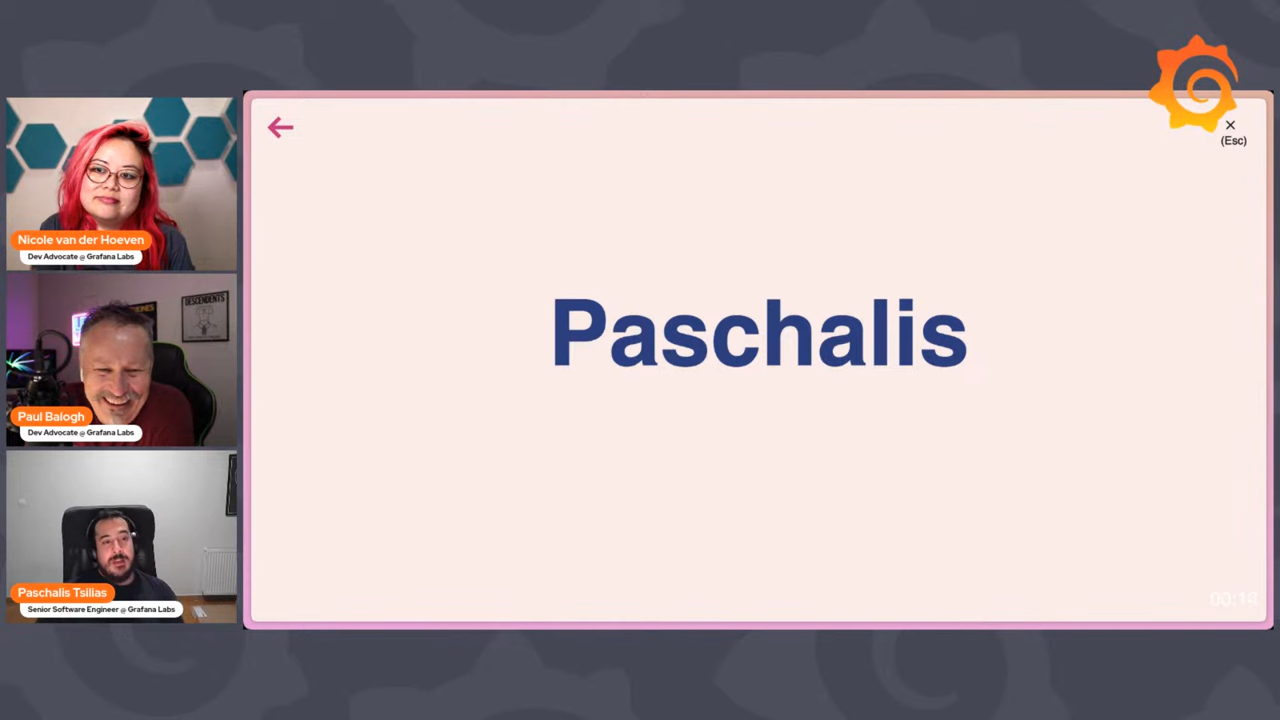 Nicole van der Hoeven
Dev Advocate @ Grafana Labs
DESCENDENTS
Paul Balogh
Dev Advocate @ Grafana Labs
Paschalis Tsilias
Senior Software Engineer @ Grafana Labs
×
(Esc)
Paschalis